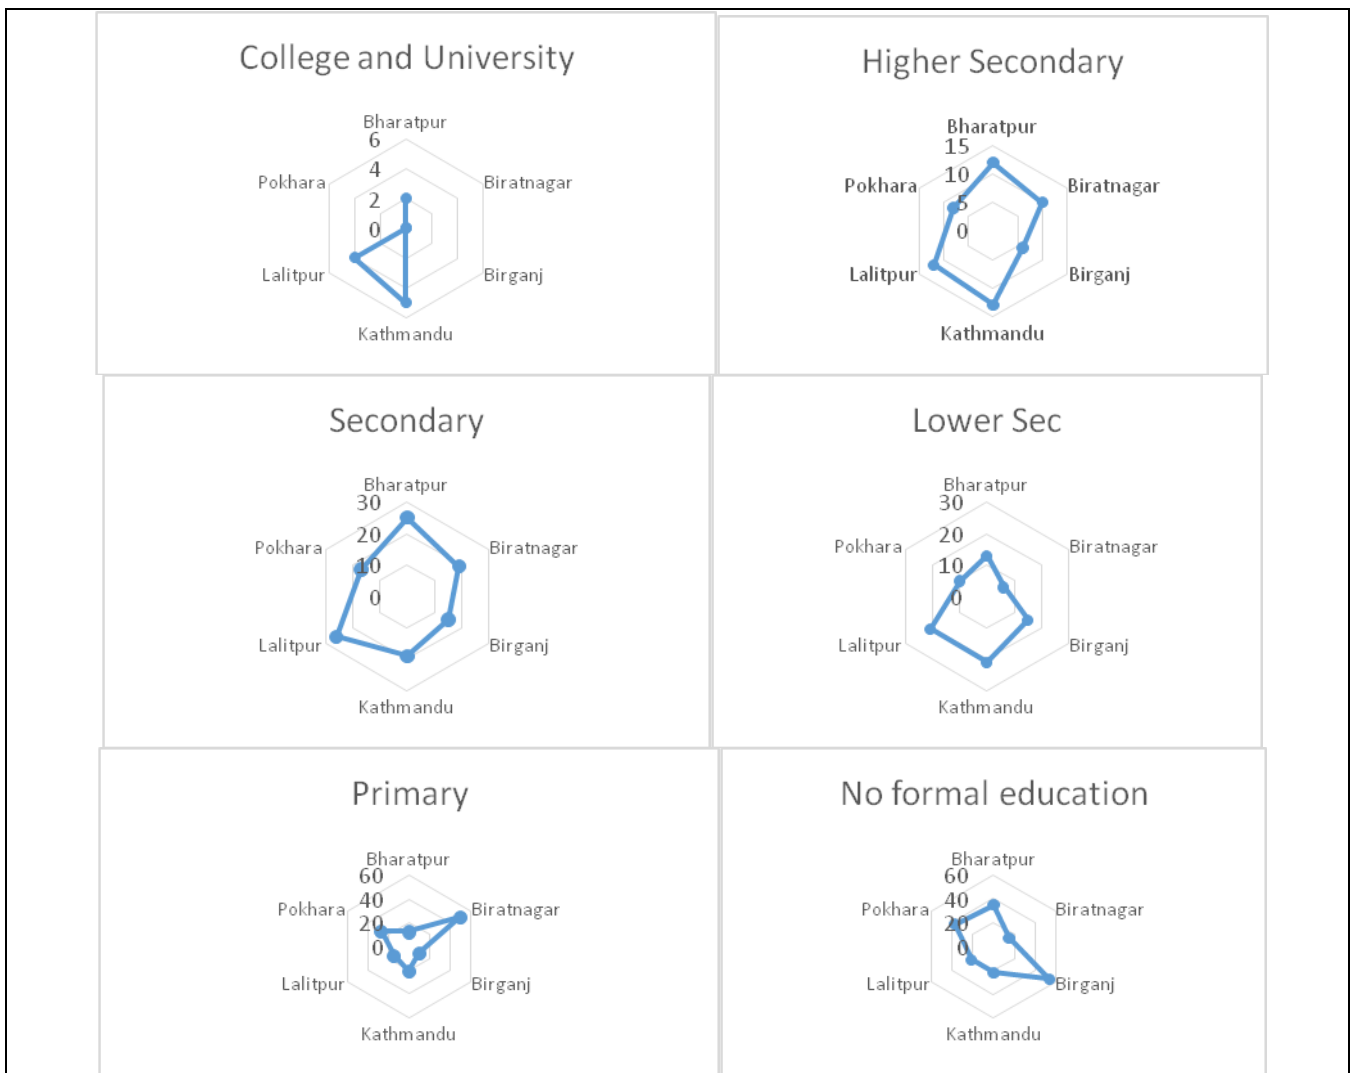 College and University
Bharatpur
6
4
2
0
Pokhara
Biratnagar
Lalitpur
Birganj
Kathmandu
Higher Secondary
Bharatpur
15
10
5
0
Pokhara
Biratnagar
Lalitpur
Birganj
Kathmandu
Secondary
Bharatpur
30
20
10
0
Pokhara
Biratnagar
Lalitpur
Birganj
Kathmandu
Lower Sec
Bharatpur
30
20
10
0
Pokhara
Biratnagar
Lalitpur
Birganj
Kathmandu
Primary
Bharatpur
60
40
20
0
Pokhara
Biratnagar
Lalitpur
Birganj
Kathmandu
No formal education
Bharatpur
60
40
20
0
Pokhara
Biratnagar
Lalitpur
Birganj
Kathmandu